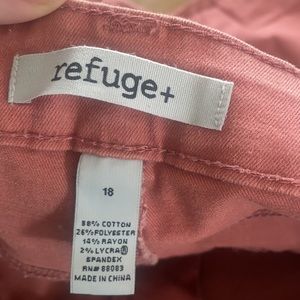 refuge+
18
58% COTTON
26% POLYESTER
14% RAYON
2% LYCRA®
SPANDEX
RN# 88083
MADE IN CHINA